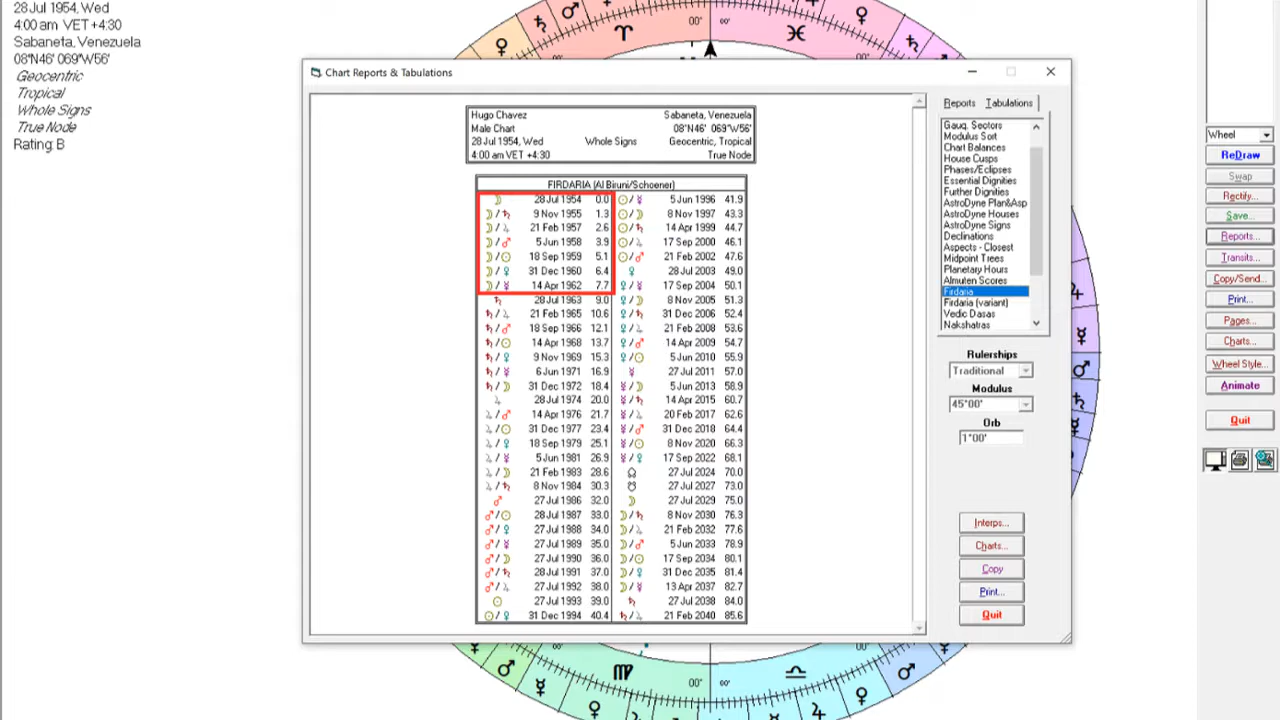 28 Jul 1954, Wed
4:00 am VET +4:30
Sabaneta, Venezuela
08°N46' 069°W56'
Geocentric
Tropical
Whole Signs
True Node
Rating: B
Chart Reports & Tabulations
Hugo Chavez Sabaneta, Venezuela
Male Chart 08°N46' 069°W56'
28 Jul 1954, Wed Whole Signs Geocentric, Tropical
4:00 am VET +4:30 True Node
FIRDARIA (Al Biruni/Schoener)
☽ 28 Jul 1954 0.0 ☉/☿ 5 Jun 1996 41.9
☽/♄ 9 Nov 1955 1.3 ☉/☽ 8 Nov 1997 43.3
☽/♃ 21 Feb 1957 2.6 ☉/♄ 14 Apr 1999 44.7
☽/♂ 5 Jun 1958 3.9 ☉/♃ 17 Sep 2000 46.1
☽/☉ 18 Sep 1959 5.1 ☉/♂ 21 Feb 2002 47.6
☽/♀ 31 Dec 1960 6.4 ♀ 28 Jul 2003 49.0
☽/☿ 14 Apr 1962 7.7 ♀/☿ 17 Sep 2004 50.1
♄ 28 Jul 1963 9.0 ♀/☽ 8 Nov 2005 51.3
♄/♃ 21 Feb 1965 10.6 ♀/♄ 31 Dec 2006 52.4
♄/♂ 18 Sep 1966 12.1 ♀/♃ 21 Feb 2008 53.6
♄/☉ 14 Apr 1968 13.7 ♀/♂ 14 Apr 2009 54.7
♄/♀ 9 Nov 1969 15.3 ♀/☉ 5 Jun 2010 55.9
♄/☿ 6 Jun 1971 16.9 ☿ 27 Jul 2011 57.0
♄/☽ 31 Dec 1972 18.4 ☿/☽ 5 Jun 2013 58.9
♃ 28 Jul 1974 20.0 ☿/♄ 14 Apr 2015 60.7
♃/♂ 14 Apr 1976 21.7 ☿/♃ 20 Feb 2017 62.6
♃/☉ 31 Dec 1977 23.4 ☿/♂ 31 Dec 2018 64.4
♃/♀ 18 Sep 1979 25.1 ☿/☉ 8 Nov 2020 66.3
♃/☿ 5 Jun 1981 26.9 ☿/♀ 17 Sep 2022 68.1
♃/☽ 21 Feb 1983 28.6 ☊ 27 Jul 2024 70.0
♃/♄ 8 Nov 1984 30.3 ☋ 27 Jul 2027 73.0
♂ 27 Jul 1986 32.0 ☽ 27 Jul 2029 75.0
♂/☉ 28 Jul 1987 33.0 ☽/♄ 8 Nov 2030 76.3
♂/♀ 27 Jul 1988 34.0 ☽/♃ 21 Feb 2032 77.6
♂/☿ 27 Jul 1989 35.0 ☽/♂ 5 Jun 2033 78.9
♂/☽ 27 Jul 1990 36.0 ☽/☉ 17 Sep 2034 80.1
♂/♄ 28 Jul 1991 37.0 ☽/♀ 31 Dec 2035 81.4
♂/♃ 27 Jul 1992 38.0 ☽/☿ 13 Apr 2037 82.7
☉ 27 Jul 1993 39.0 ♄ 27 Jul 2038 84.0
☉/♀ 31 Dec 1994 40.4 ♄/♃ 21 Feb 2040 85.6
Reports Tabulations
Gauq. Sectors
Modulus Sort
Chart Balances
House Cusps
Phases/Eclipses
Essential Dignities
Further Dignities
AstroDyne Plan&Asp
AstroDyne Houses
AstroDyne Signs
Declinations
Aspects - Closest
Midpoint Trees
Planetary Hours
Almuten Scores
Firdaria
Firdaria (variant)
Vedic Dasas
Nakshatras
Rulerships
Traditional
Modulus
45°00'
Orb
1°00'
Interps...
Charts...
Copy
Print...
Quit
Wheel
ReDraw
Swap
Rectify...
Save...
Reports...
Transits...
Copy/Send...
Print...
Pages...
Charts...
Wheel Style...
Animate
Quit
00° 00'
00° 00'